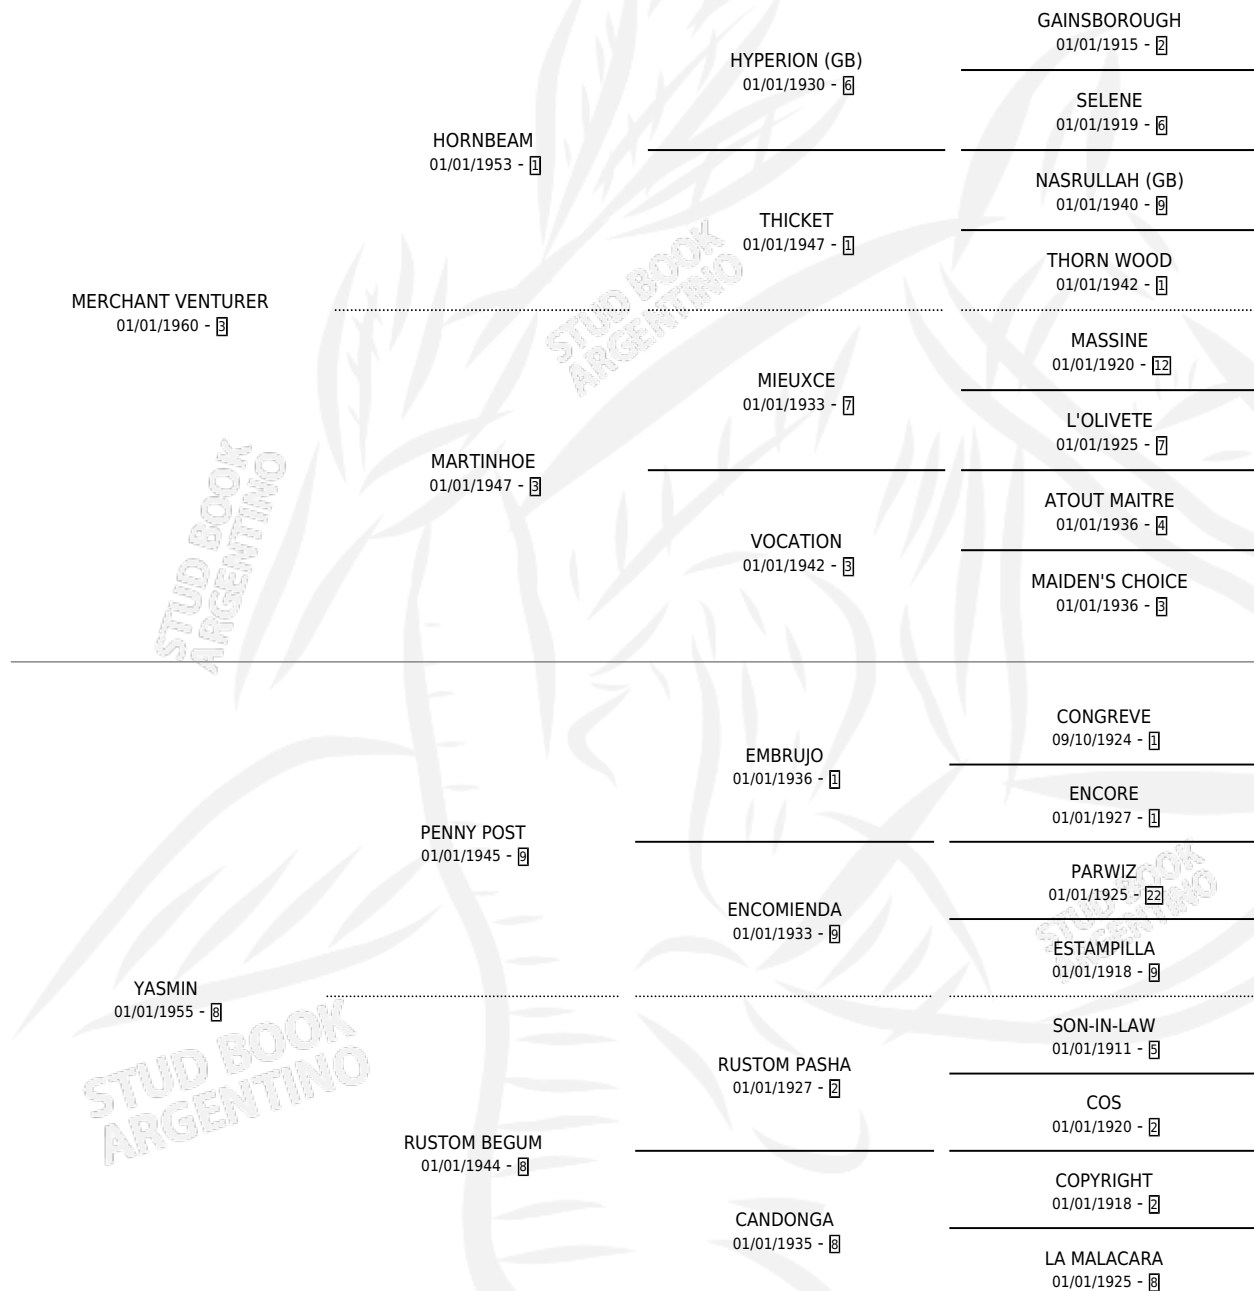 GAINSBOROUGH
01/01/1915 - 2
HYPERION (GB)
01/01/1930 - 6
SELENE
01/01/1919 - 6
HORNBEAM
01/01/1953 - 1
NASRULLAH (GB)
01/01/1940 - 9
THICKET
01/01/1947 - 1
THORN WOOD
01/01/1942 - 1
MERCHANT VENTURER
01/01/1960 - 3
STUD BOOK
ARGENTINO
MASSINE
01/01/1920 - 12
MIEUXCE
01/01/1933 - 7
L'OLIVETE
01/01/1925 - 7
MARTINHOE
01/01/1947 - 3
ATOUT MAITRE
01/01/1936 - 4
VOCATION
01/01/1942 - 3
MAIDEN'S CHOICE
01/01/1936 - 3
STUD BOOK
ARGENTINO
CONGREVE
09/10/1924 - 1
EMBRUJO
01/01/1936 - 1
ENCORE
01/01/1927 - 1
PENNY POST
01/01/1945 - 9
PARWIZ
01/01/1925 - 22
ENCOMIENDA
01/01/1933 - 9
ESTAMPILLA
01/01/1918 - 9
STUD BOOK
ARGENTINO
YASMIN
01/01/1955 - 8
STUD BOOK
ARGENTINO
SON-IN-LAW
01/01/1911 - 5
RUSTOM PASHA
01/01/1927 - 2
COS
01/01/1920 - 2
RUSTOM BEGUM
01/01/1944 - 8
COPYRIGHT
01/01/1918 - 2
CANDONGA
01/01/1935 - 8
LA MALACARA
01/01/1925 - 8